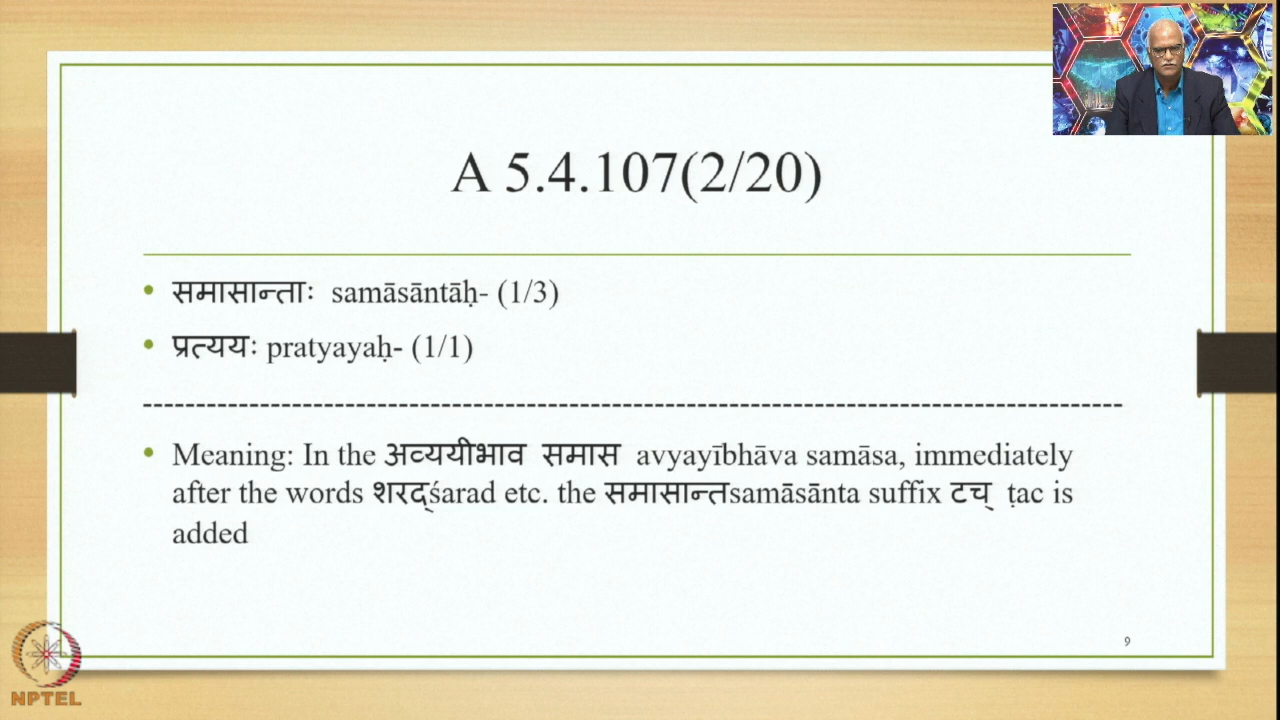 A 5.4.107(2/20)
• समासान्ताः samāsāntāḥ- (1/3)
• प्रत्ययः pratyayaḥ- (1/1)
--------------------------------------------------------------------------------------------------
• Meaning: In the अव्ययीभाव समास avyayībhāva samāsa, immediately
after the words शरद्śarad etc. the समासान्तsamāsānta suffix टच् ṭac is
added
9
NPTEL